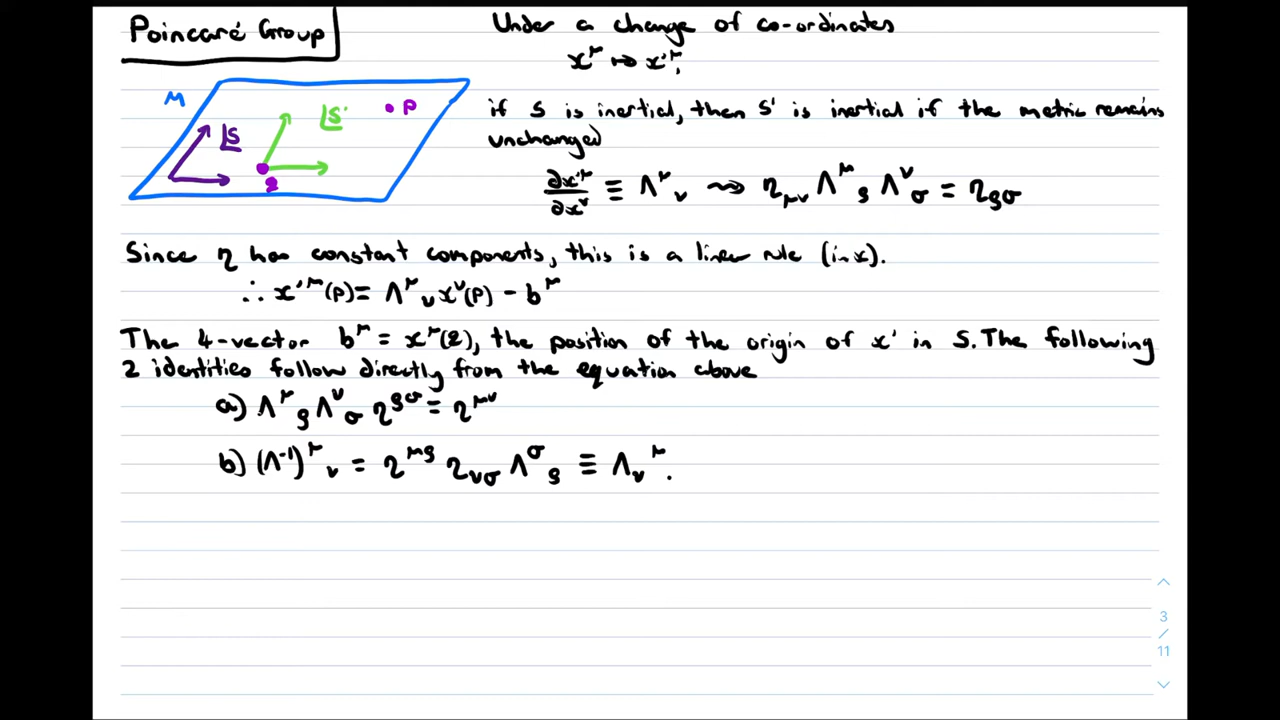 Poincaré Group
Under a change of co-ordinates
x^μ ↦ x'^μ,
M
S
S'
P
q
if S is inertial, then S' is inertial if the metric remains
unchanged
∂x'^μ/∂x^ν ≡ Λ^μ_ν ⇝ η_μν Λ^μ_ρ Λ^ν_σ = η_ρσ
Since η has constant components, this is a linear rule (in x).
∴ x'^μ(p) = Λ^μ_ν x^ν(p) - b^μ
The 4-vector b^μ = x^μ(q), the position of the origin of x' in S. The following
2 identities follow directly from the equation above
a) Λ^μ_ρ Λ^ν_σ η^ρσ = η^μν
b) (Λ^-1)^μ_ν = η^μρ η_νσ Λ^σ_ρ ≡ Λ_ν^μ.
3
/
11